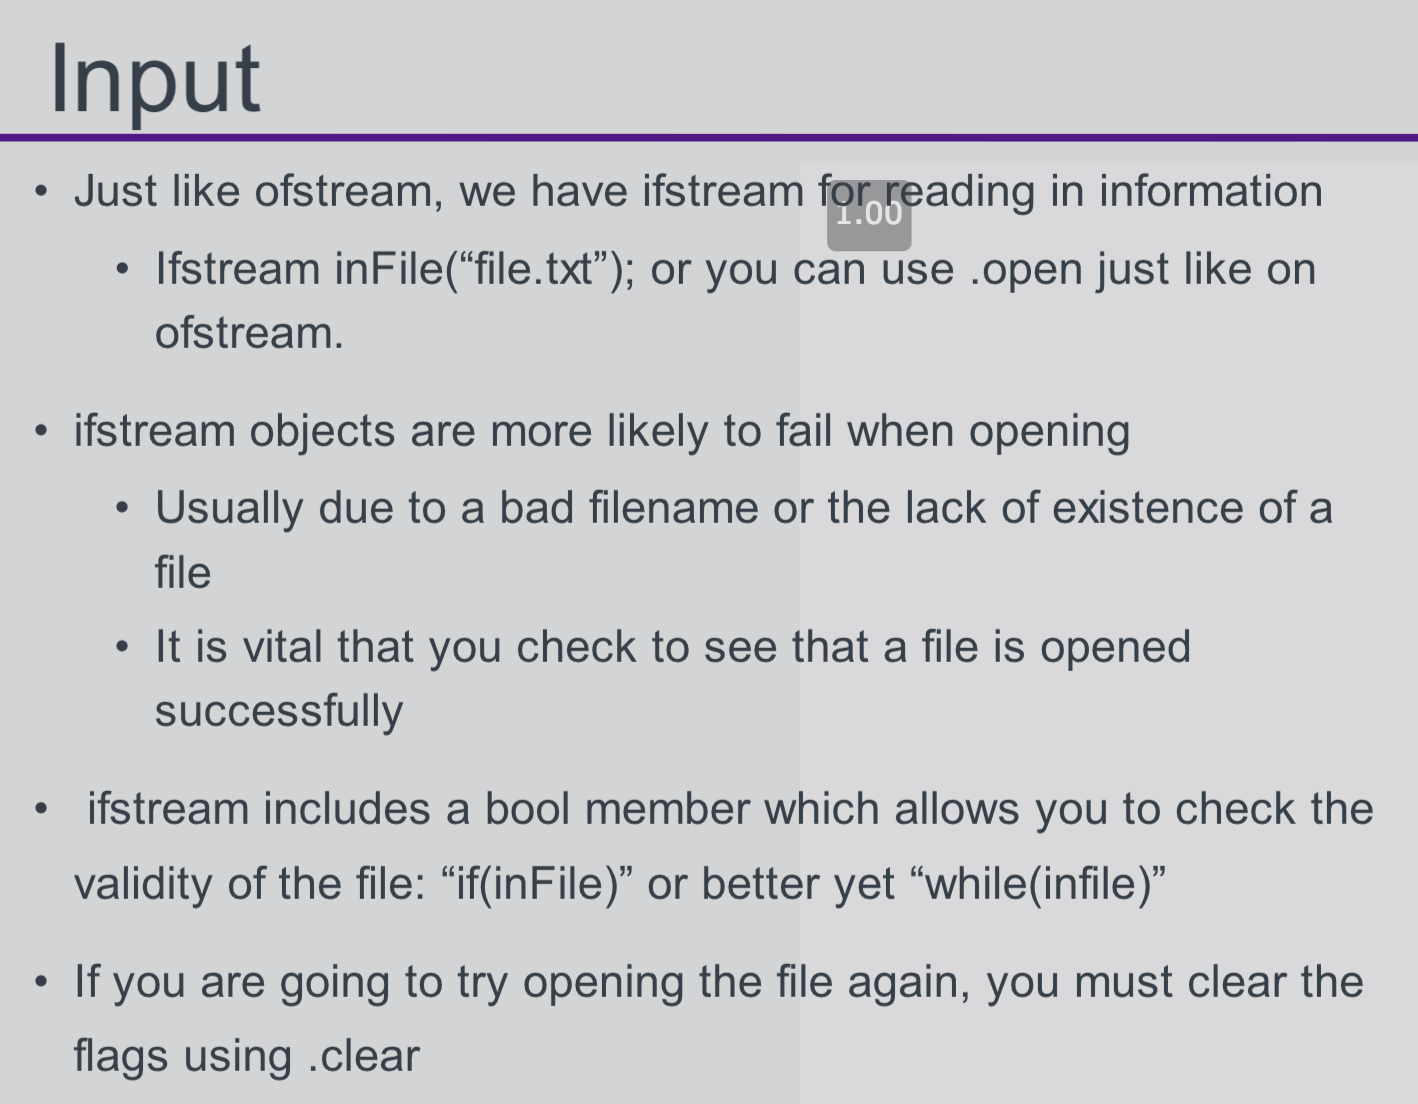 Input
• Just like ofstream, we have ifstream for reading in information
1.00
• Ifstream inFile(“file.txt”); or you can use .open just like on
ofstream.
• ifstream objects are more likely to fail when opening
• Usually due to a bad filename or the lack of existence of a
file
• It is vital that you check to see that a file is opened
successfully
• ifstream includes a bool member which allows you to check the
validity of the file: “if(inFile)” or better yet “while(infile)”
• If you are going to try opening the file again, you must clear the
flags using .clear